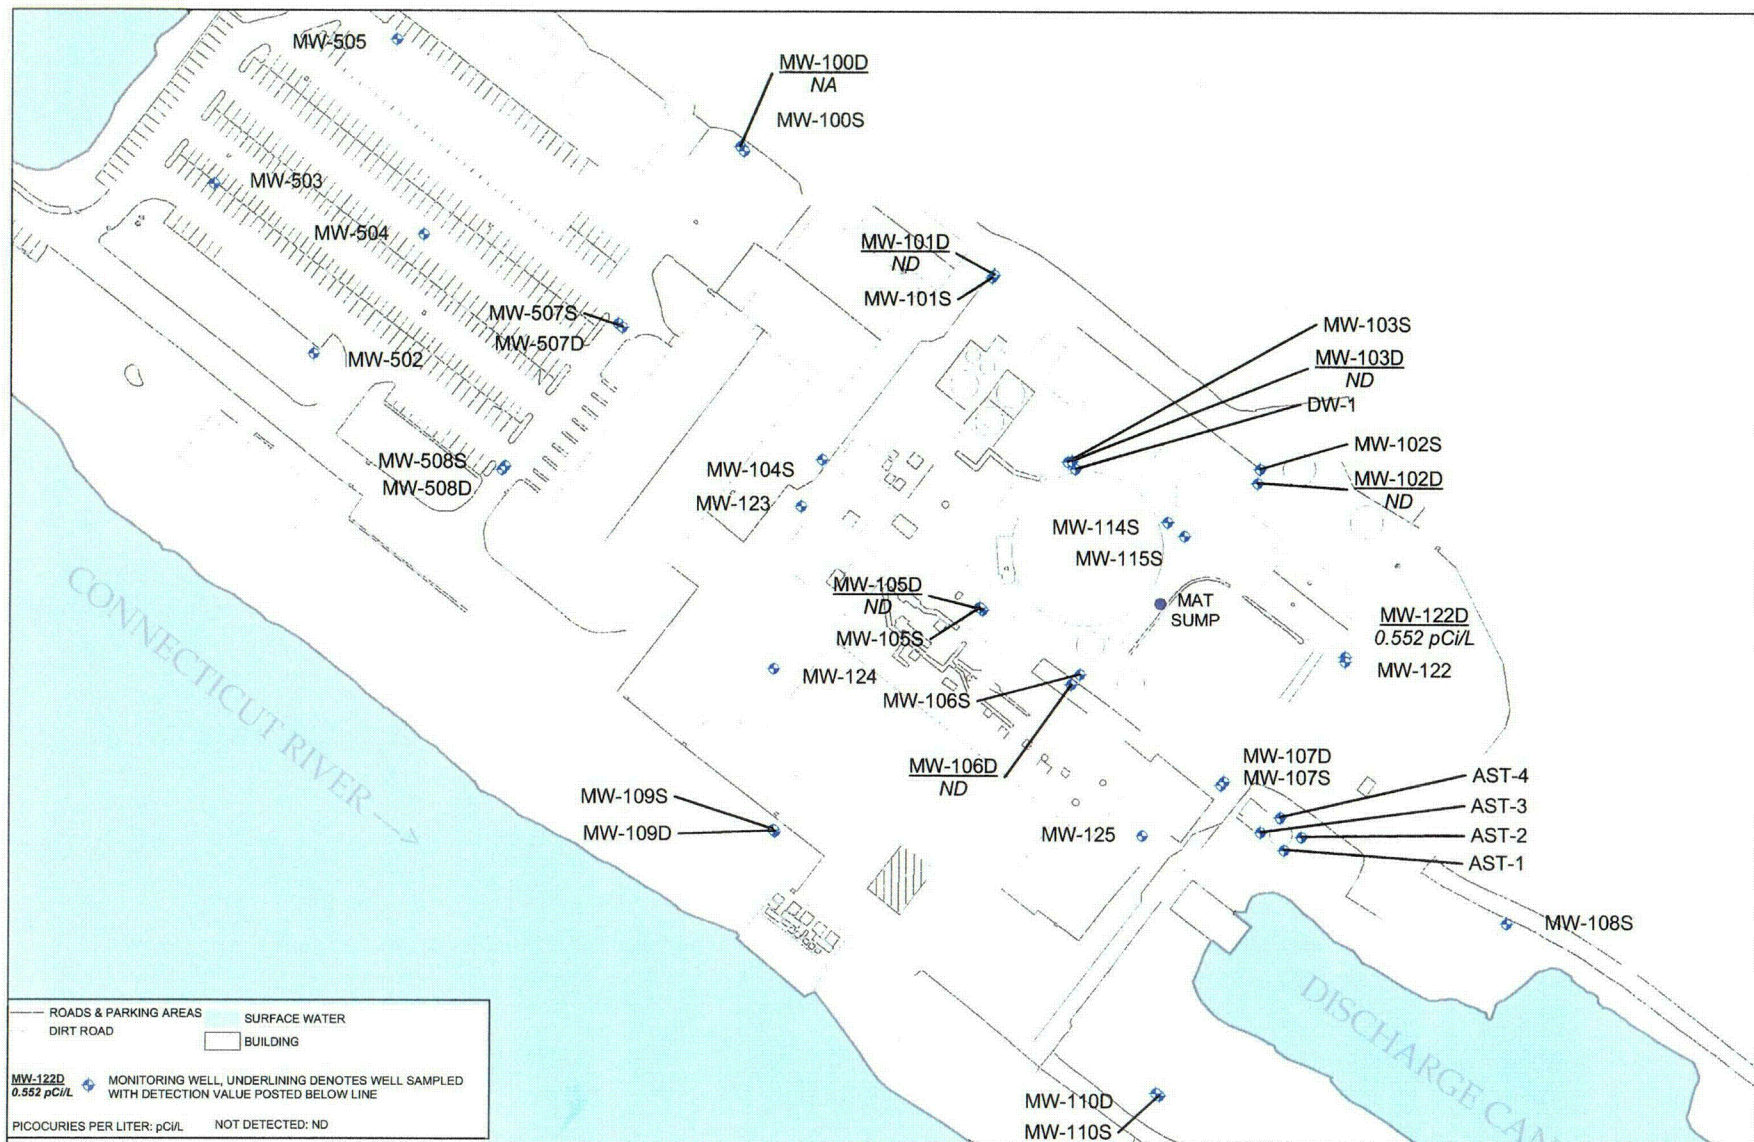 MW-505
MW-100D
NA
MW-100S
MW-503
MW-504
MW-101D
ND
MW-101S
MW-507S
MW-507D
MW-502
MW-103S
MW-103D
ND
DW-1
MW-102S
MW-102D
ND
MW-508S
MW-508D
MW-104S
MW-123
MW-114S
MW-115S
MW-105D
ND
MW-105S
MAT
SUMP
MW-122D
0.552 pCi/L
MW-122
MW-124
MW-106S
MW-106D
ND
CONNECTICUT RIVER
MW-107D
MW-107S
AST-4
AST-3
AST-2
AST-1
MW-109S
MW-109D
MW-125
MW-108S
DISCHARGE CAN
MW-110D
MW-110S
ROADS & PARKING AREAS
DIRT ROAD
SURFACE WATER
BUILDING
MW-122D
0.552 pCi/L
MONITORING WELL, UNDERLINING DENOTES WELL SAMPLED
WITH DETECTION VALUE POSTED BELOW LINE
PICOCURIES PER LITER: pCi/L
NOT DETECTED: ND